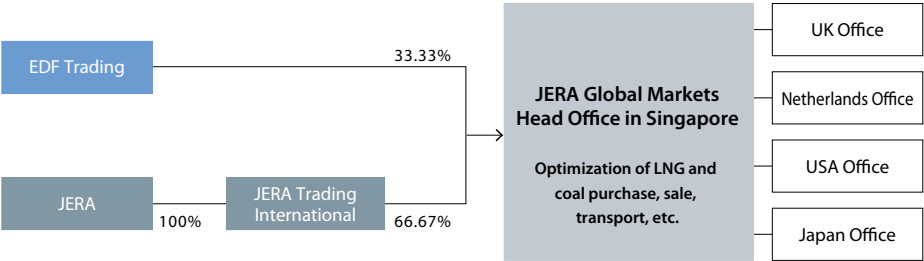 EDF Trading
33.33%
JERA
100%
JERA Trading
International
66.67%
JERA Global Markets
Head Office in Singapore
Optimization of LNG and
coal purchase, sale,
transport, etc.
UK Office
Netherlands Office
USA Office
Japan Office